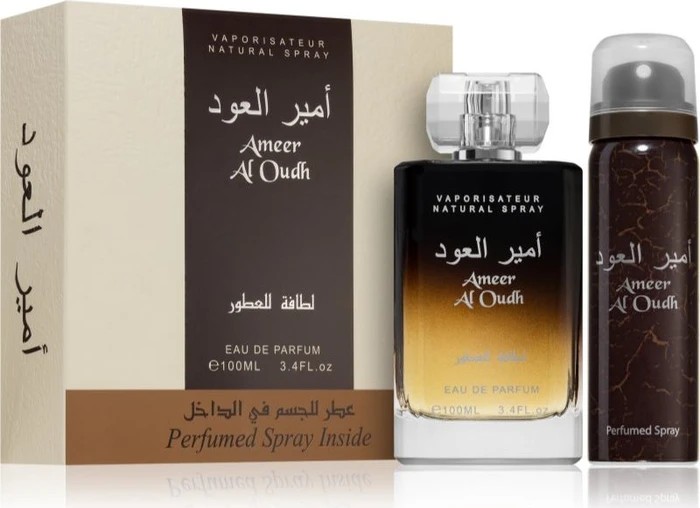 VAPORISATEUR
NATURAL SPRAY
أمير العود
Ameer
Al Oudh
لطافة للعطور
EAU DE PARFUM
℮100ML 3.4FL.oz
عطر للجسم في الداخل
Perfumed Spray Inside
أمير العود
VAPORISATEUR
NATURAL SPRAY
أمير العود
Ameer
Al Oudh
لطافة للعطور
EAU DE PARFUM
℮100ML 3.4FL.oz
أمير العود
Ameer
Al Oudh
Perfumed Spray